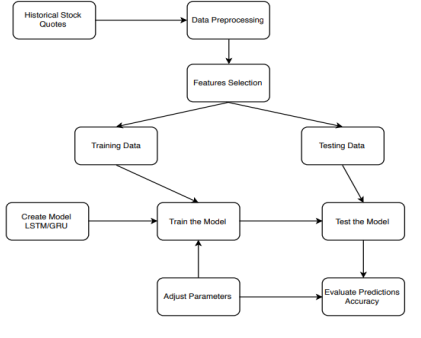 Historical Stock
Quotes
Data Preprocessing
Features Selection
Training Data
Testing Data
Create Model
LSTM/GRU
Train the Model
Test the Model
Adjust Parameters
Evaluate Predictions
Accuracy